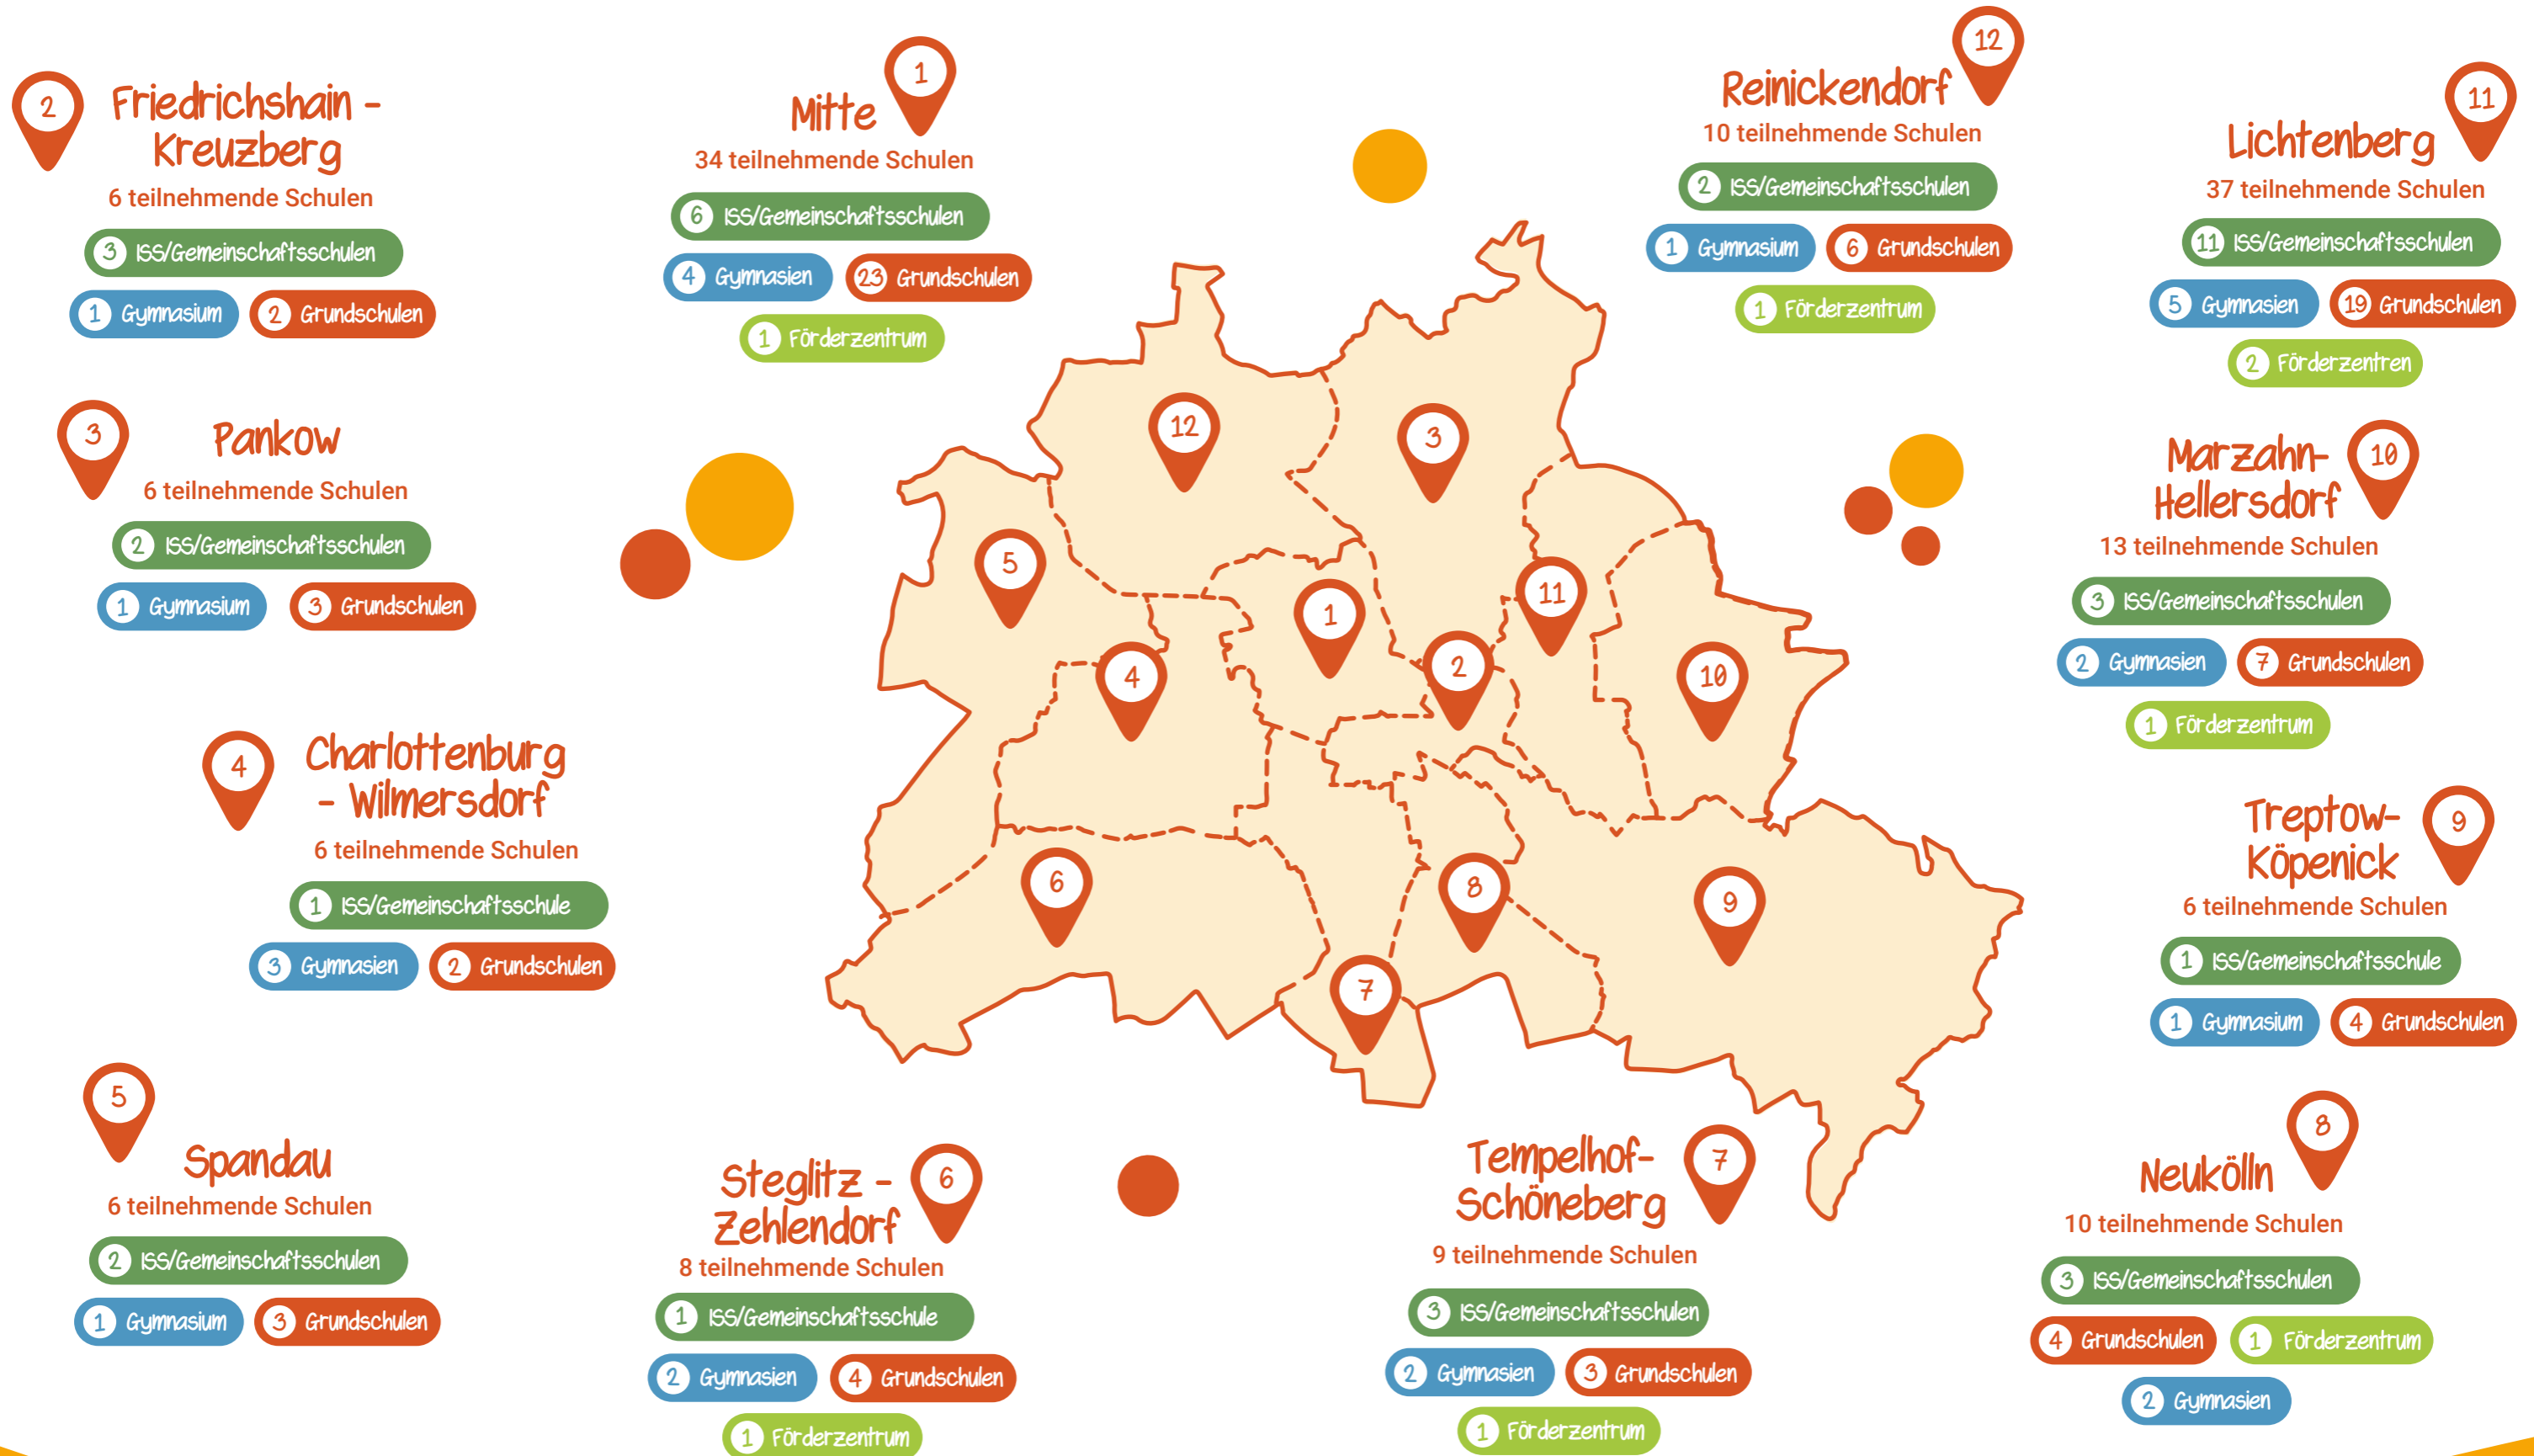 2
Friedrichshain -
Kreuzberg
6 teilnehmende Schulen
3 ISS/Gemeinschaftsschulen
1 Gymnasium
2 Grundschulen
1
Mitte
34 teilnehmende Schulen
6 ISS/Gemeinschaftsschulen
4 Gymnasien
23 Grundschulen
1 Förderzentrum
12
Reinickendorf
10 teilnehmende Schulen
2 ISS/Gemeinschaftsschulen
1 Gymnasium
6 Grundschulen
1 Förderzentrum
11
Lichtenberg
37 teilnehmende Schulen
11 ISS/Gemeinschaftsschulen
5 Gymnasien
19 Grundschulen
2 Förderzentren
3
Pankow
6 teilnehmende Schulen
2 ISS/Gemeinschaftsschulen
1 Gymnasium
3 Grundschulen
10
Marzahn-
Hellersdorf
13 teilnehmende Schulen
3 ISS/Gemeinschaftsschulen
2 Gymnasien
7 Grundschulen
1 Förderzentrum
4
Charlottenburg
- Wilmersdorf
6 teilnehmende Schulen
1 ISS/Gemeinschaftsschule
3 Gymnasien
2 Grundschulen
9
Treptow-
Köpenick
6 teilnehmende Schulen
1 ISS/Gemeinschaftsschule
1 Gymnasium
4 Grundschulen
12
3
5
11
1
2
4
10
6
8
9
7
5
Spandau
6 teilnehmende Schulen
2 ISS/Gemeinschaftsschulen
1 Gymnasium
3 Grundschulen
6
Steglitz -
Zehlendorf
8 teilnehmende Schulen
1 ISS/Gemeinschaftsschule
2 Gymnasien
4 Grundschulen
1 Förderzentrum
7
Tempelhof-
Schöneberg
9 teilnehmende Schulen
3 ISS/Gemeinschaftsschulen
2 Gymnasien
3 Grundschulen
1 Förderzentrum
8
Neukölln
10 teilnehmende Schulen
3 ISS/Gemeinschaftsschulen
4 Grundschulen
1 Förderzentrum
2 Gymnasien